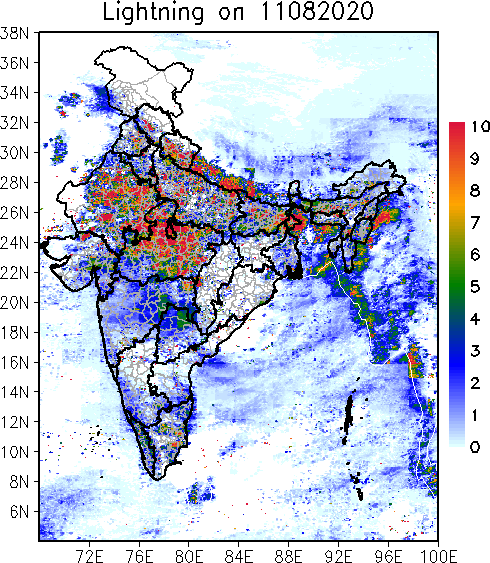 Lightning on 11082020
38N
36N
34N
32N
30N
28N
26N
24N
22N
20N
18N
16N
14N
12N
10N
8N
6N
72E 76E 80E 84E 88E 92E 96E 100E
10
9
8
7
6
5
4
3
2
1
0